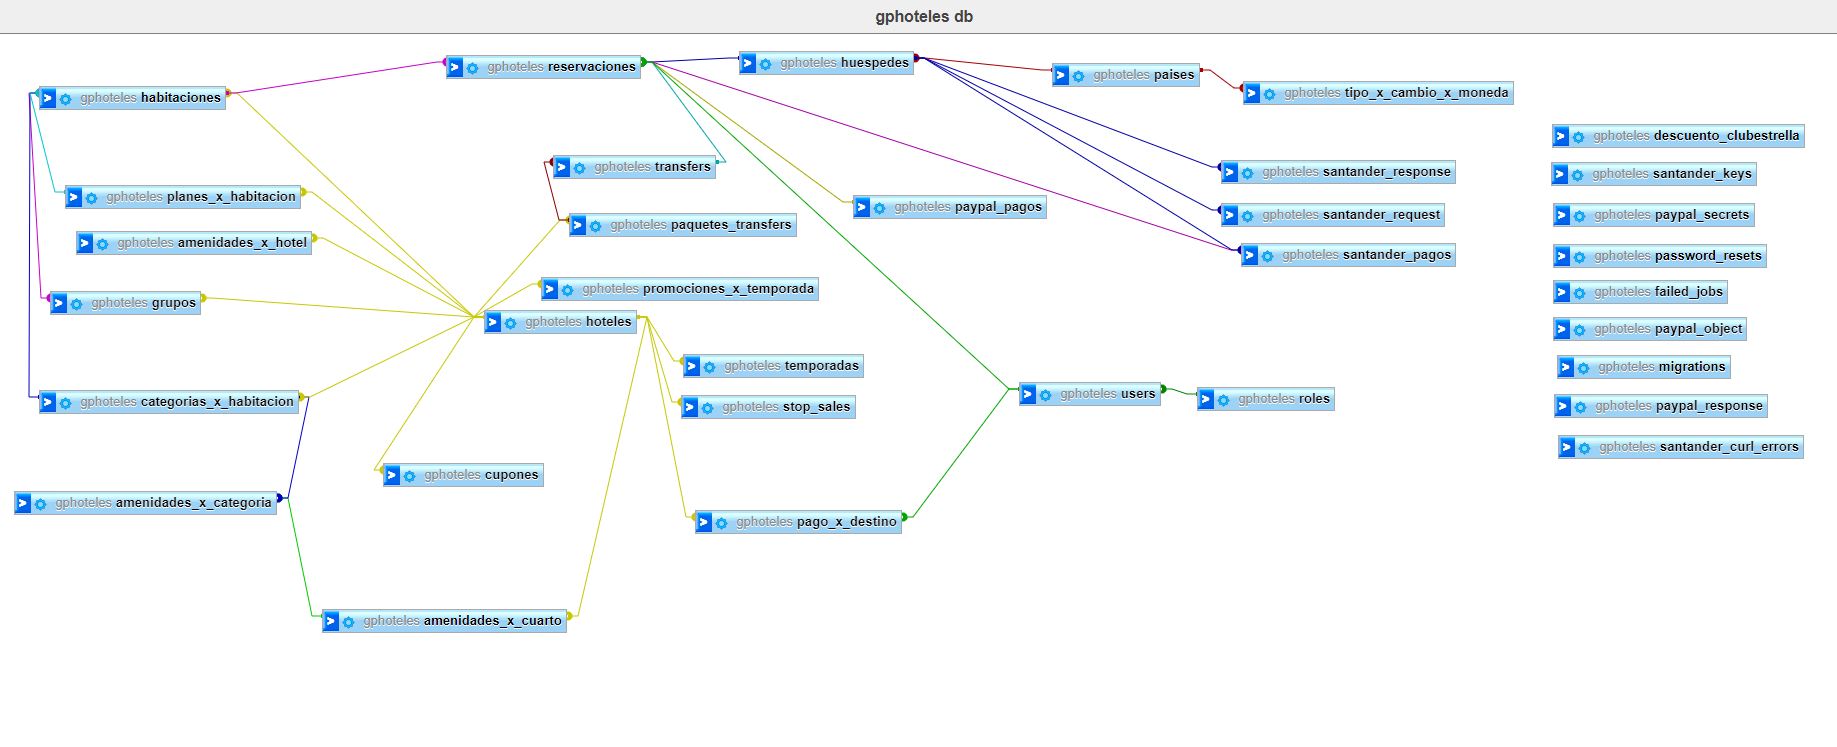 gphoteles db
gphoteles reservaciones
gphoteles huespedes
gphoteles paises
gphoteles tipo_x_cambio_x_moneda
gphoteles habitaciones
gphoteles descuento_clubestrella
gphoteles transfers
gphoteles santander_response
gphoteles santander_keys
gphoteles planes_x_habitacion
gphoteles paypal_pagos
gphoteles santander_request
gphoteles paypal_secrets
gphoteles paquetes_transfers
gphoteles amenidades_x_hotel
gphoteles santander_pagos
gphoteles password_resets
gphoteles promociones_x_temporada
gphoteles failed_jobs
gphoteles grupos
gphoteles hoteles
gphoteles paypal_object
gphoteles temporadas
gphoteles migrations
gphoteles users
gphoteles roles
gphoteles categorias_x_habitacion
gphoteles stop_sales
gphoteles paypal_response
gphoteles santander_curl_errors
gphoteles cupones
gphoteles amenidades_x_categoria
gphoteles pago_x_destino
gphoteles amenidades_x_cuarto